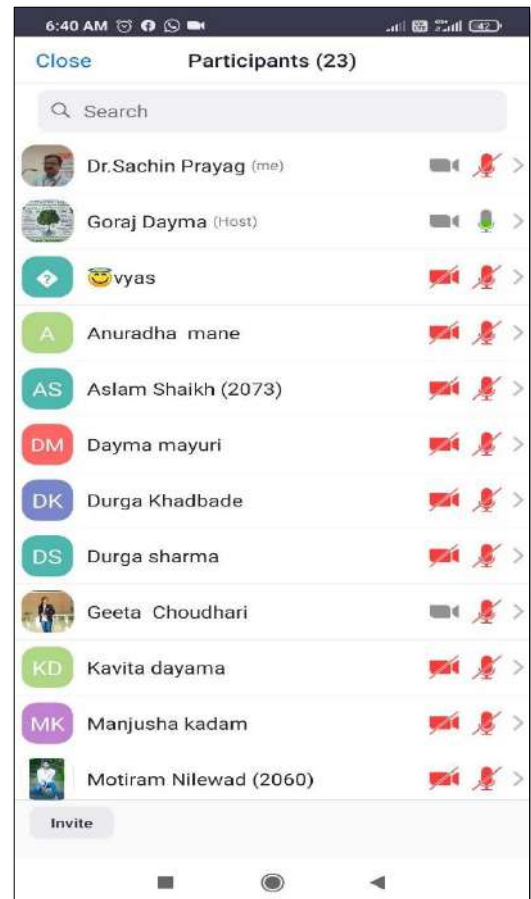 6:40 AM 42
Close Participants (23)
Search
Dr.Sachin Prayag (me)
Goraj Dayma (Host)
😇vyas
A Anuradha mane
AS Aslam Shaikh (2073)
DM Dayma mayuri
DK Durga Khadbade
DS Durga sharma
Geeta Choudhari
KD Kavita dayama
MK Manjusha kadam
Motiram Nilewad (2060)
Invite